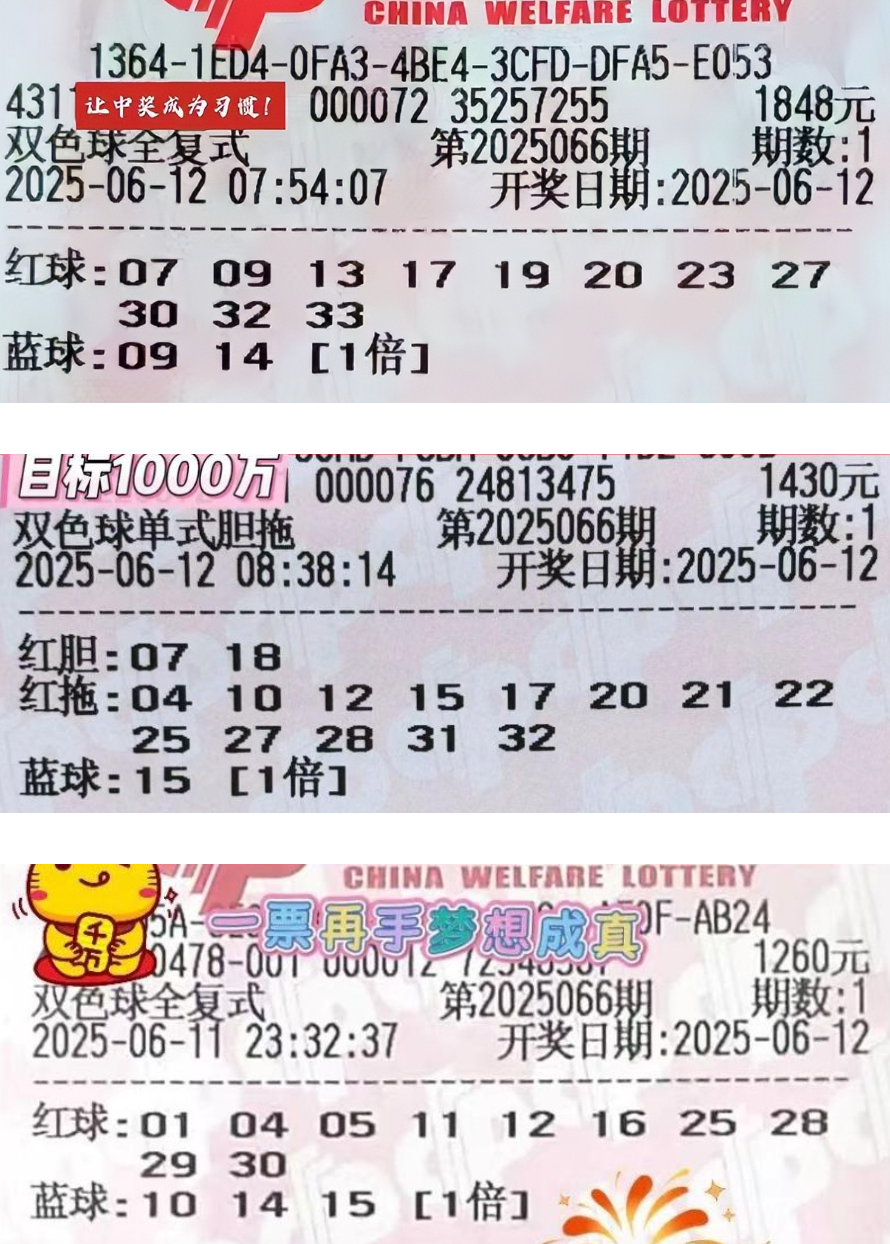 CHINA WELFARE LOTTERY
1364-1ED4-0FA3-4BE4-3CFD-DFA5-E053
4311 让中奖成为习惯! 000072 35257255 1848元
双色球全复式 第2025066期 期数:1
2025-06-12 07:54:07 开奖日期:2025-06-12
红球:07 09 13 17 19 20 23 27
30 32 33
蓝球:09 14 [1倍]
目标1000万 000076 24813475 1430元
双色球单式胆拖 第2025066期 期数:1
2025-06-12 08:38:14 开奖日期:2025-06-12
红胆:07 18
红拖:04 10 12 15 17 20 21 22
25 27 28 31 32
蓝球:15 [1倍]
CHINA WELFARE LOTTERY
千万
一票再手梦想成真
5A- 0F-AB24
0478-001 000012 1260元
双色球全复式 第2025066期 期数:1
2025-06-11 23:32:37 开奖日期:2025-06-12
红球:01 04 05 11 12 16 25 28
29 30
蓝球:10 14 15 [1倍]